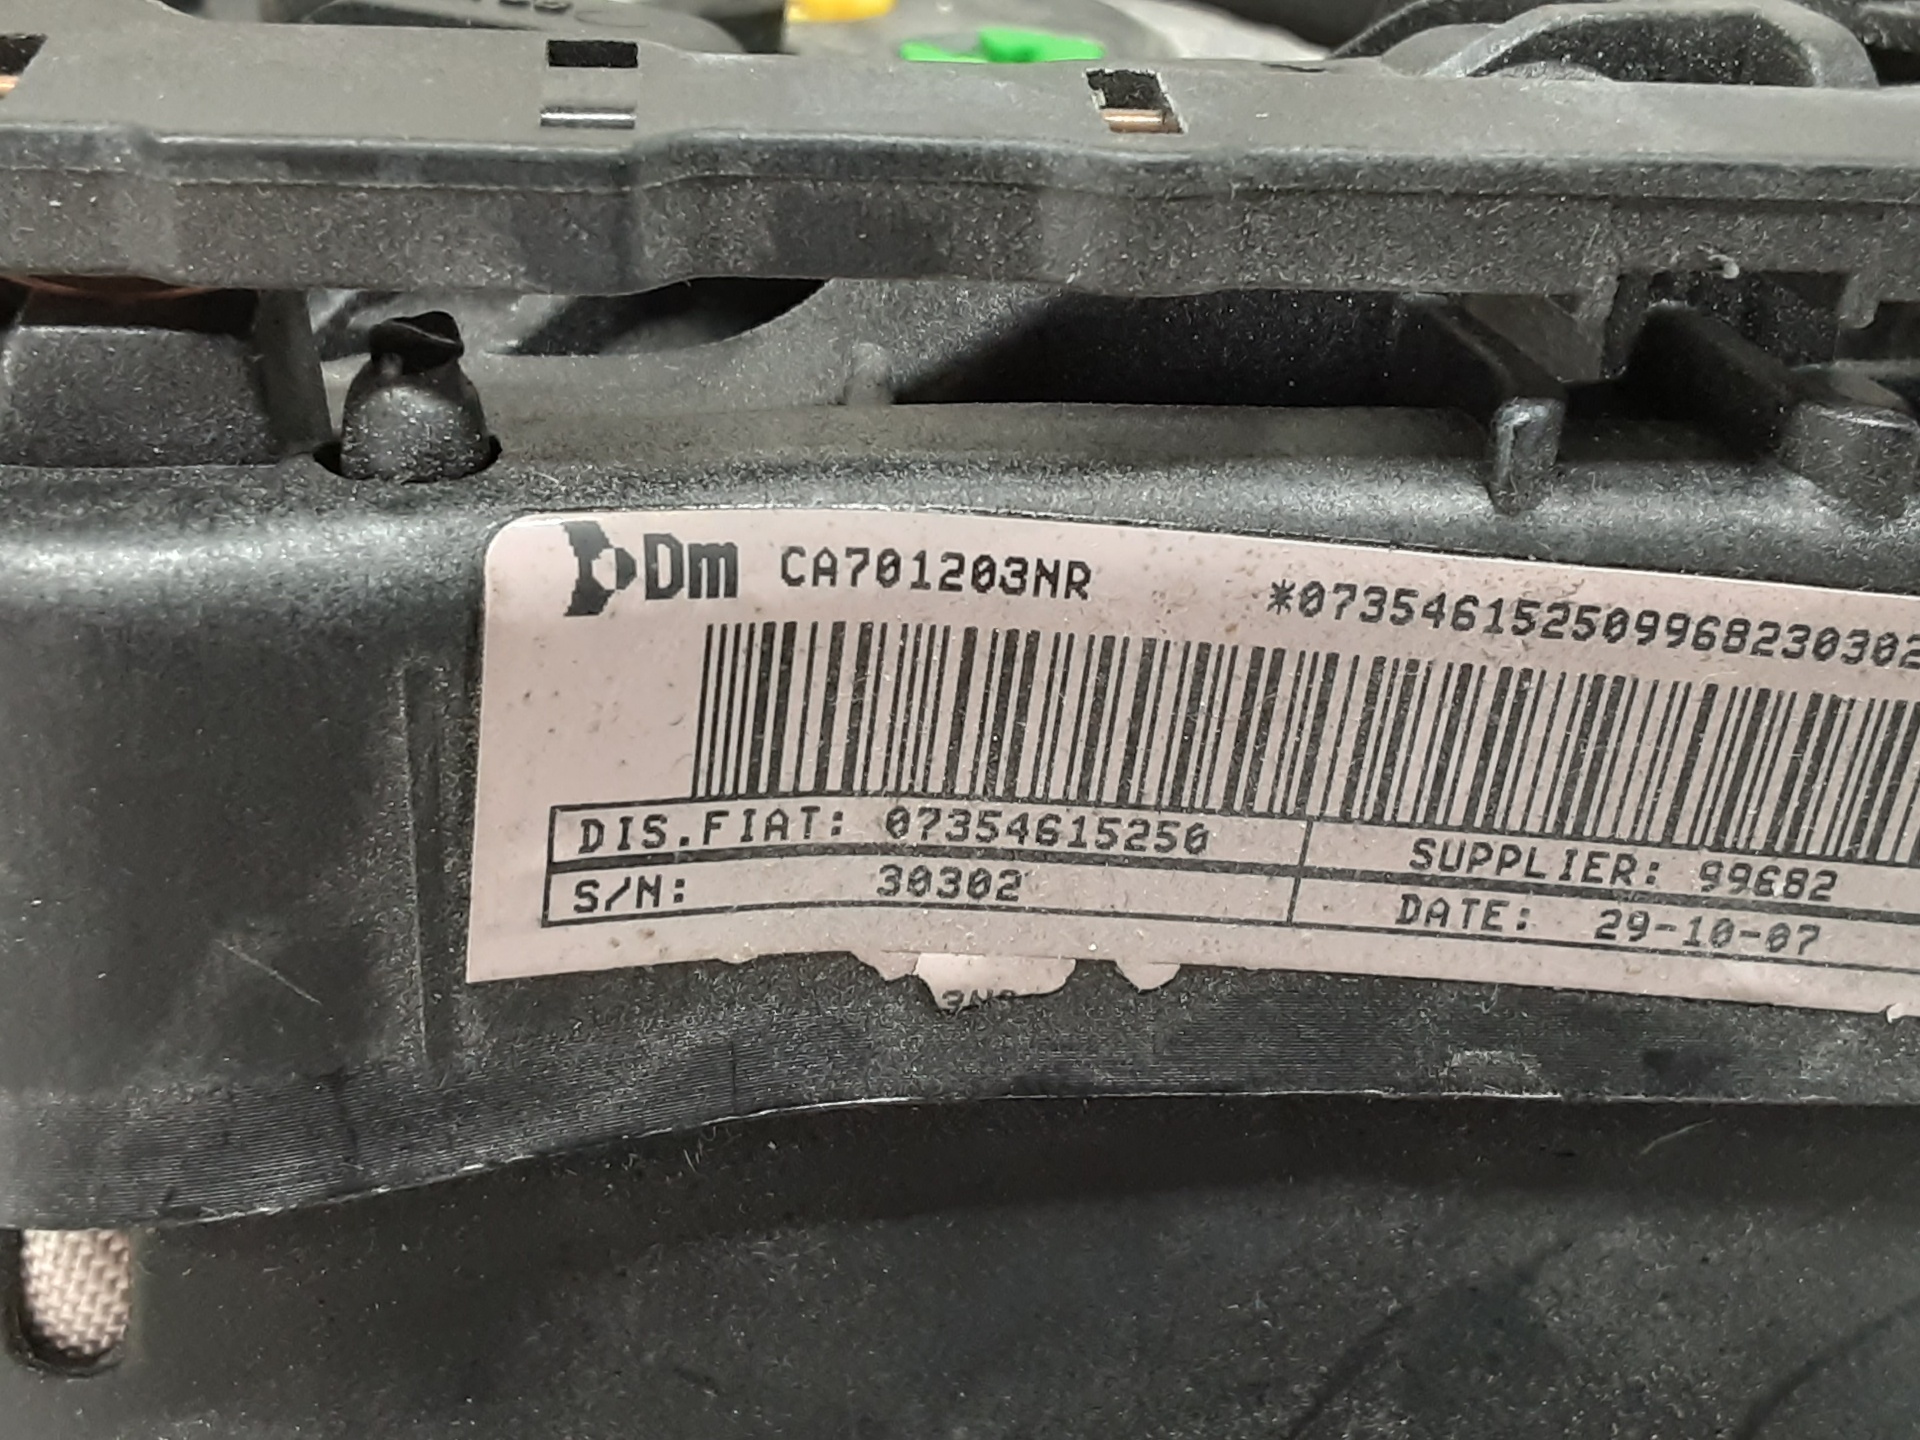 Dm CA701203NR *073546152509968230302
DIS.FIAT: 07354615250 SUPPLIER: 99682
S/N: 30302 DATE: 29-10-07